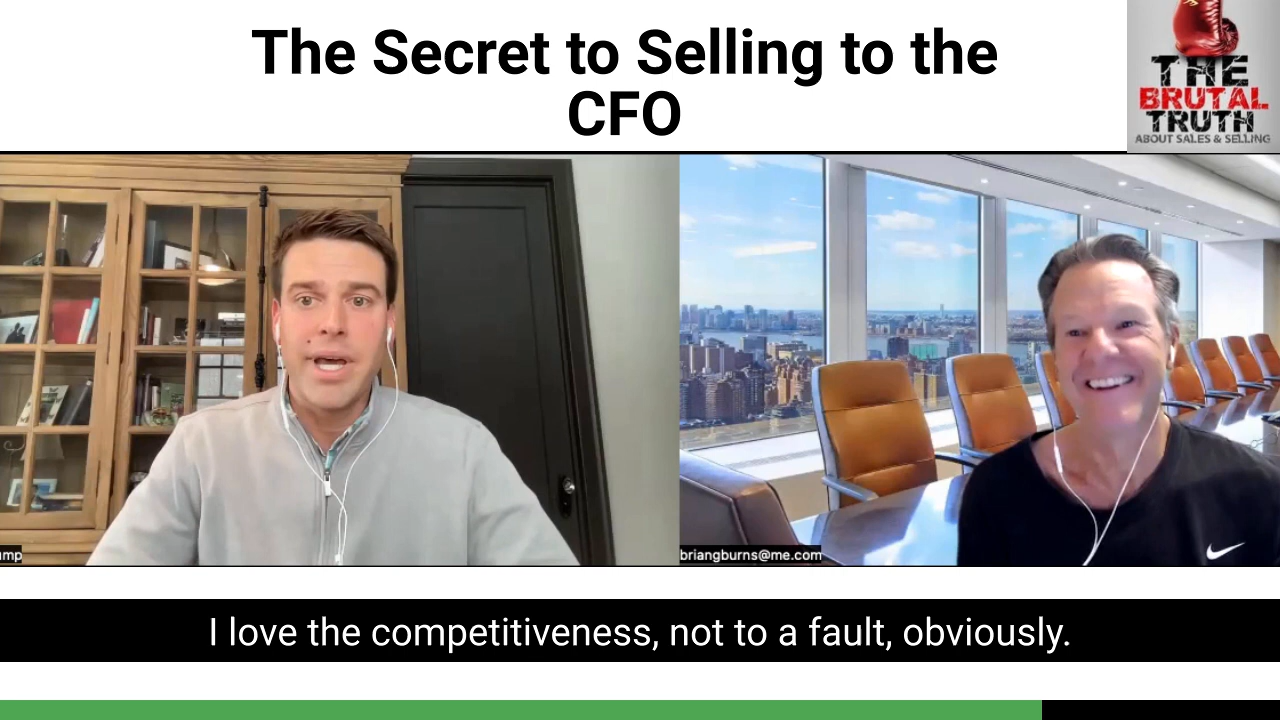 The Secret to Selling to the
CFO
THE
BRUTAL
TRUTH
ABOUT SALES & SELLING
ump
briangburns@me.com
I love the competitiveness, not to a fault, obviously.